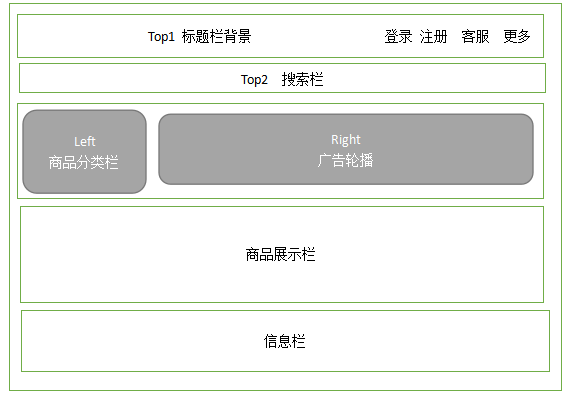 Top1 标题栏背景 登录 注册 客服 更多
Top2 搜索栏
Left
商品分类栏
Right
广告轮播
商品展示栏
信息栏